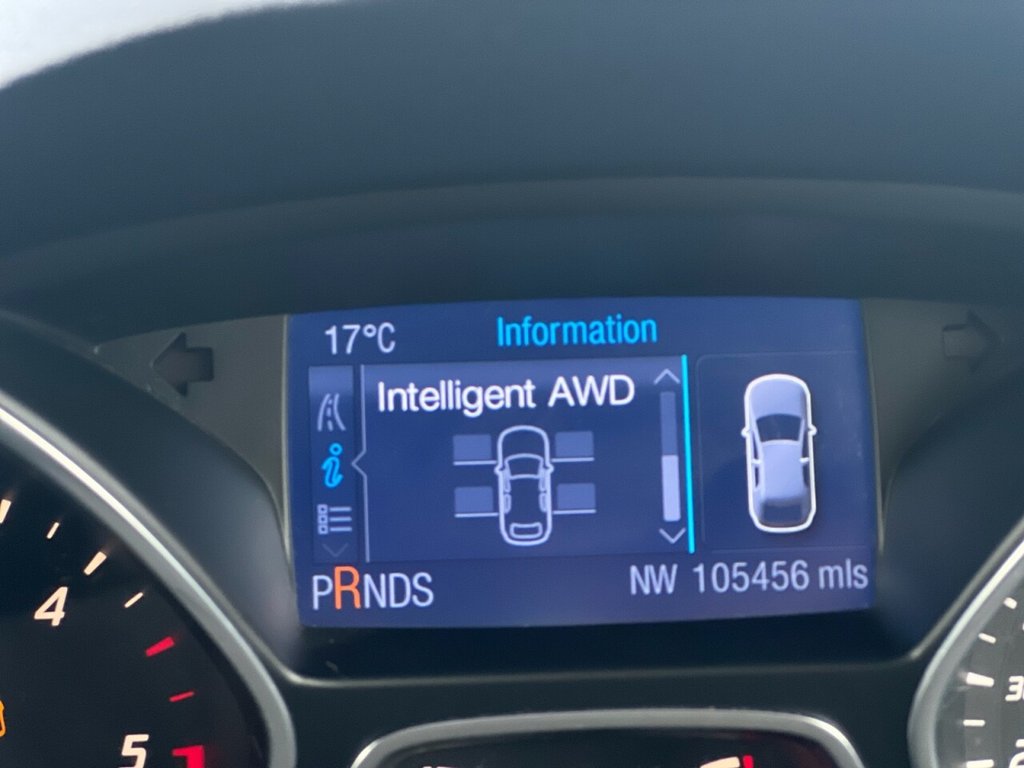 17°C
Information
Intelligent AWD
PRNDS
NW 105456 mls
4
5